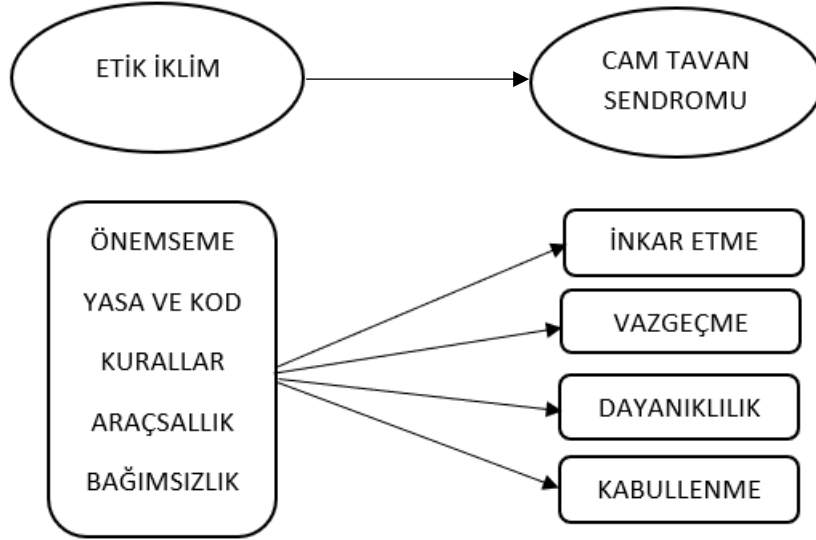 ETİK İKLİM
CAM TAVAN
SENDROMU
ÖNEMSEME
YASA VE KOD
KURALLAR
ARAÇSALLIK
BAĞIMSIZLIK
İNKAR ETME
VAZGEÇME
DAYANIKLILIK
KABULLENME